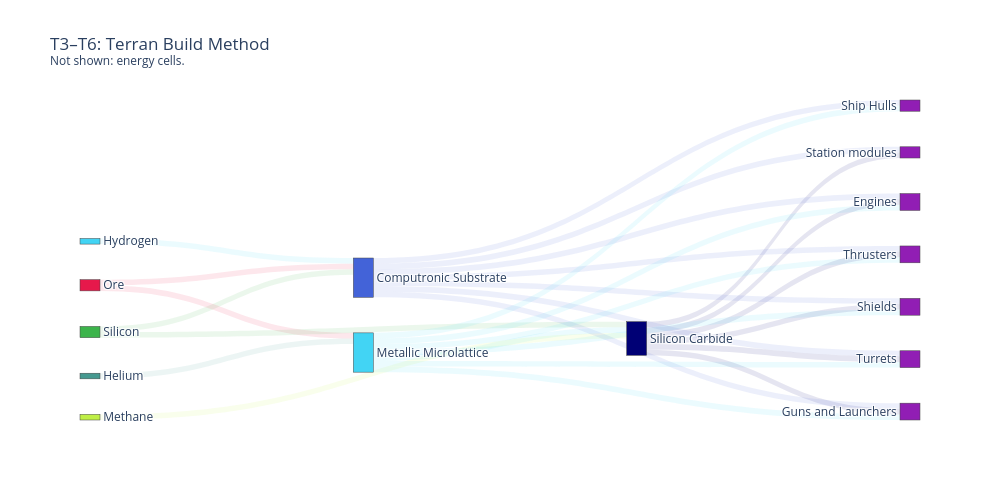 T3–T6: Terran Build Method
Not shown: energy cells.
Ship Hulls
Station modules
Engines
Hydrogen
Thrusters
Computronic Substrate
Ore
Shields
Silicon
Silicon Carbide
Metallic Microlattice
Turrets
Helium
Guns and Launchers
Methane